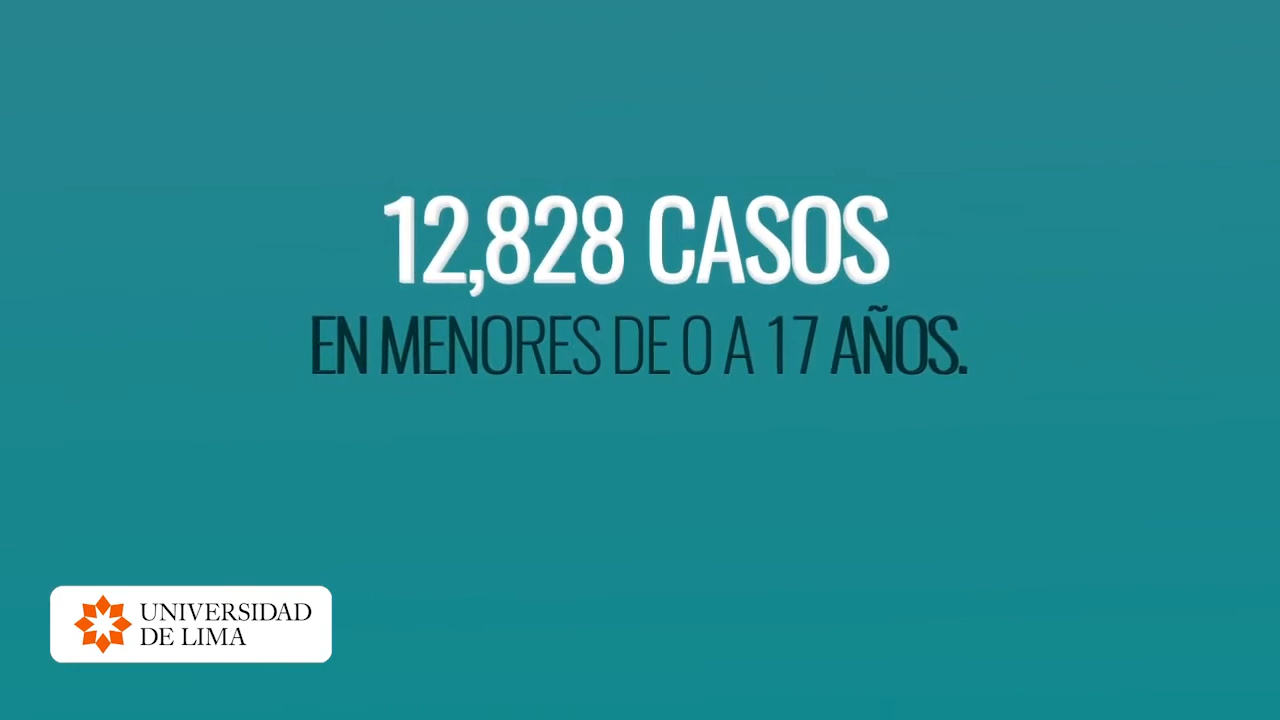 12,828 CASOS
EN MENORES DE 0 A 17 AÑOS.
UNIVERSIDAD
DE LIMA